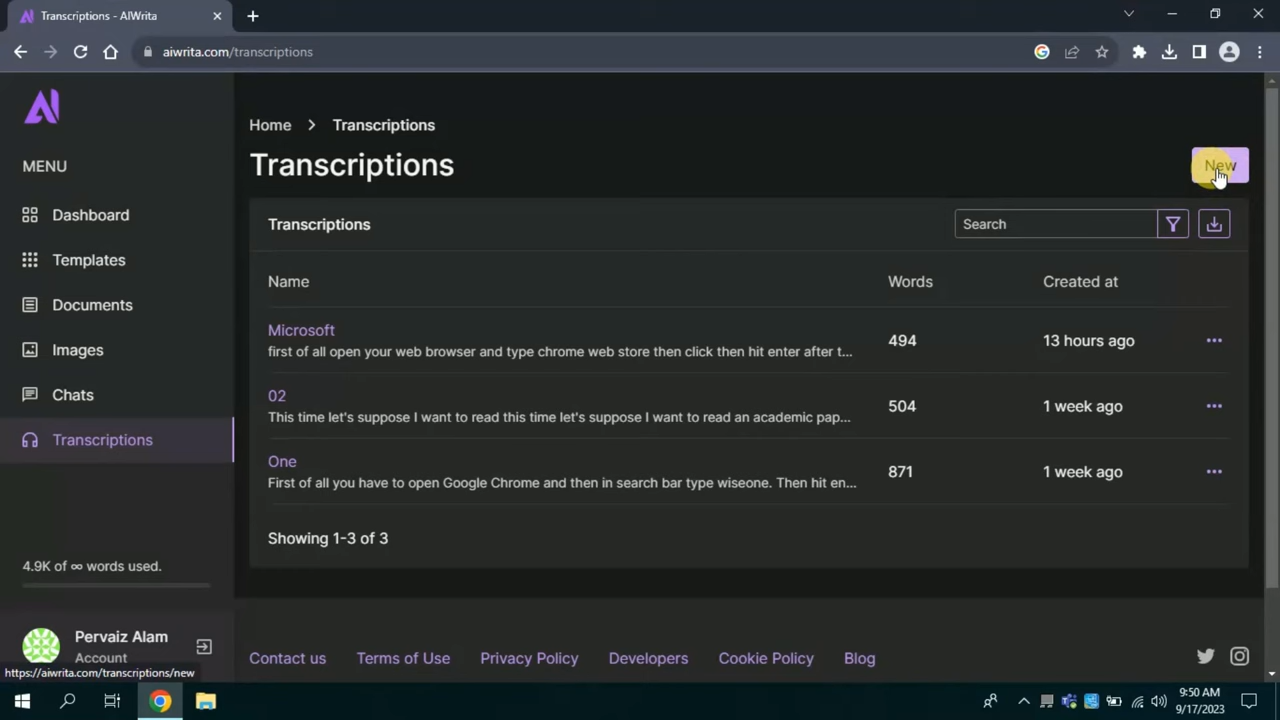 Transcriptions - AIWrita
aiwrita.com/transcriptions
MENU
Dashboard
Templates
Documents
Images
Chats
Transcriptions
4.9K of ∞ words used.
Pervaiz Alam
Account
https://aiwrita.com/transcriptions/new
Home > Transcriptions
Transcriptions
New
Transcriptions
Search
Name Words Created at
Microsoft
first of all open your web browser and type chrome web store then click then hit enter after t...
494 13 hours ago
02
This time let's suppose I want to read this time let's suppose I want to read an academic pap...
504 1 week ago
One
First of all you have to open Google Chrome and then in search bar type wiseone. Then hit en...
871 1 week ago
Showing 1-3 of 3
Contact us Terms of Use Privacy Policy Developers Cookie Policy Blog
9:50 AM
9/17/2023